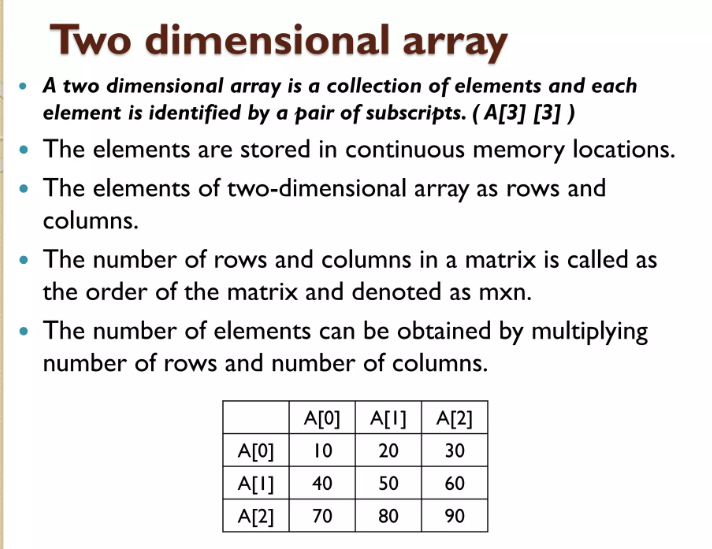 Two dimensional array
• A two dimensional array is a collection of elements and each
element is identified by a pair of subscripts. ( A[3] [3] )
• The elements are stored in continuous memory locations.
• The elements of two-dimensional array as rows and
columns.
• The number of rows and columns in a matrix is called as
the order of the matrix and denoted as mxn.
• The number of elements can be obtained by multiplying
number of rows and number of columns.
A[0] A[1] A[2]
A[0] 10 20 30
A[1] 40 50 60
A[2] 70 80 90